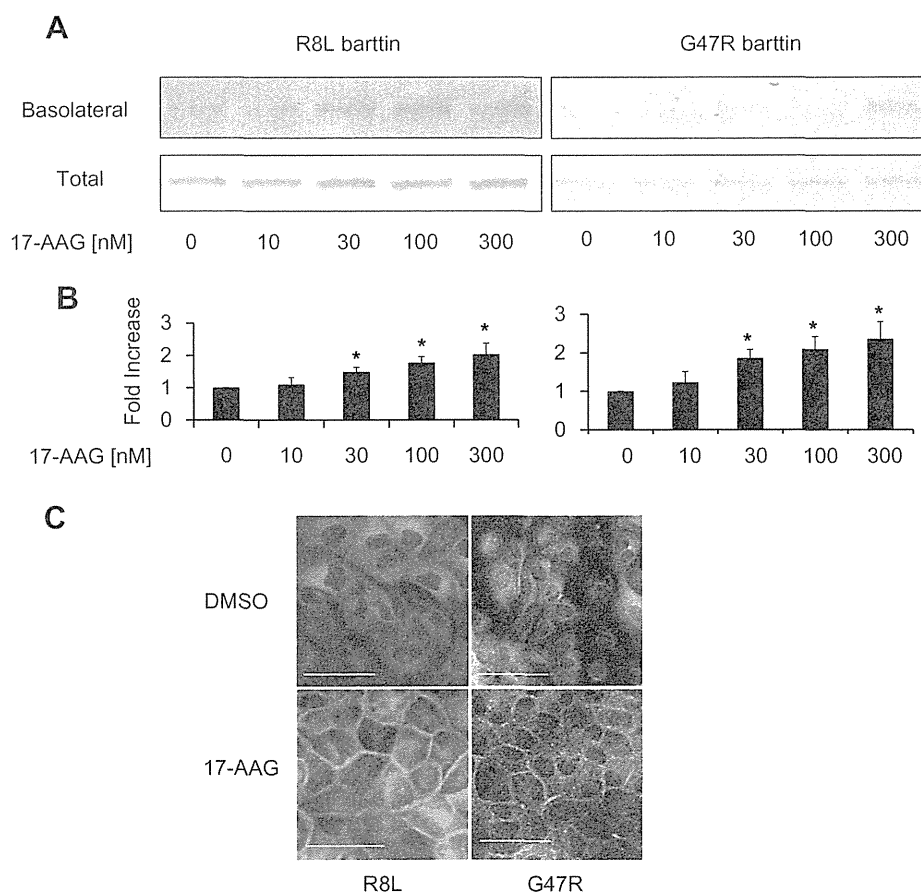 A
R8L barttin G47R barttin
Basolateral
Total
17-AAG [nM] 0 10 30 100 300 0 10 30 100 300
B
Fold Increase
3
2
1
0
* * *
3
2
1
0
* * *
17-AAG [nM] 0 10 30 100 300 0 10 30 100 300
C
DMSO
17-AAG
R8L G47R